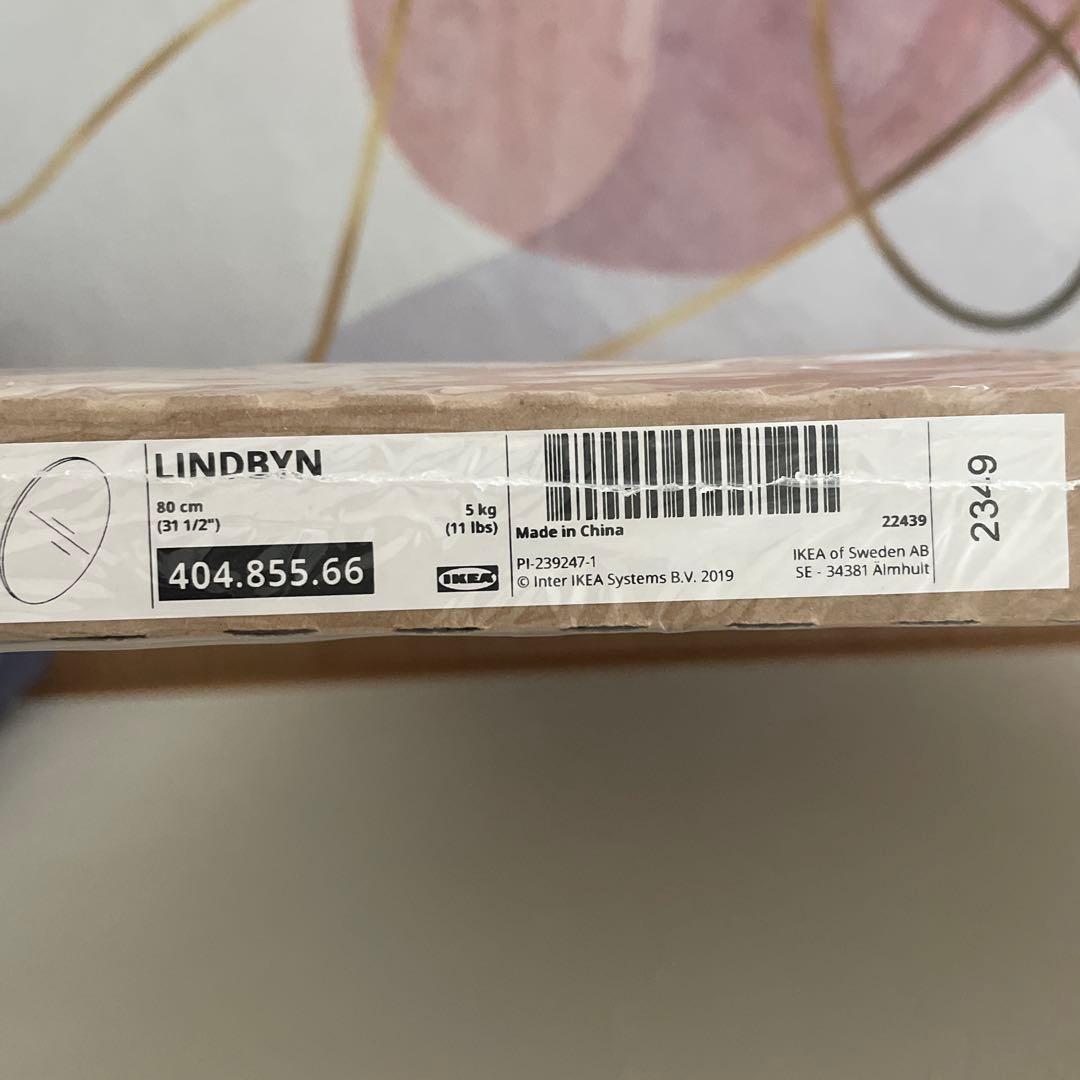 LINDBYN
80 cm
(31 1/2")
5 kg
(11 lbs)
404.855.66
IKEA
Made in China
22439
PI-239247-1
© Inter IKEA Systems B.V. 2019
IKEA of Sweden AB
SE - 34381 Älmhult
2349